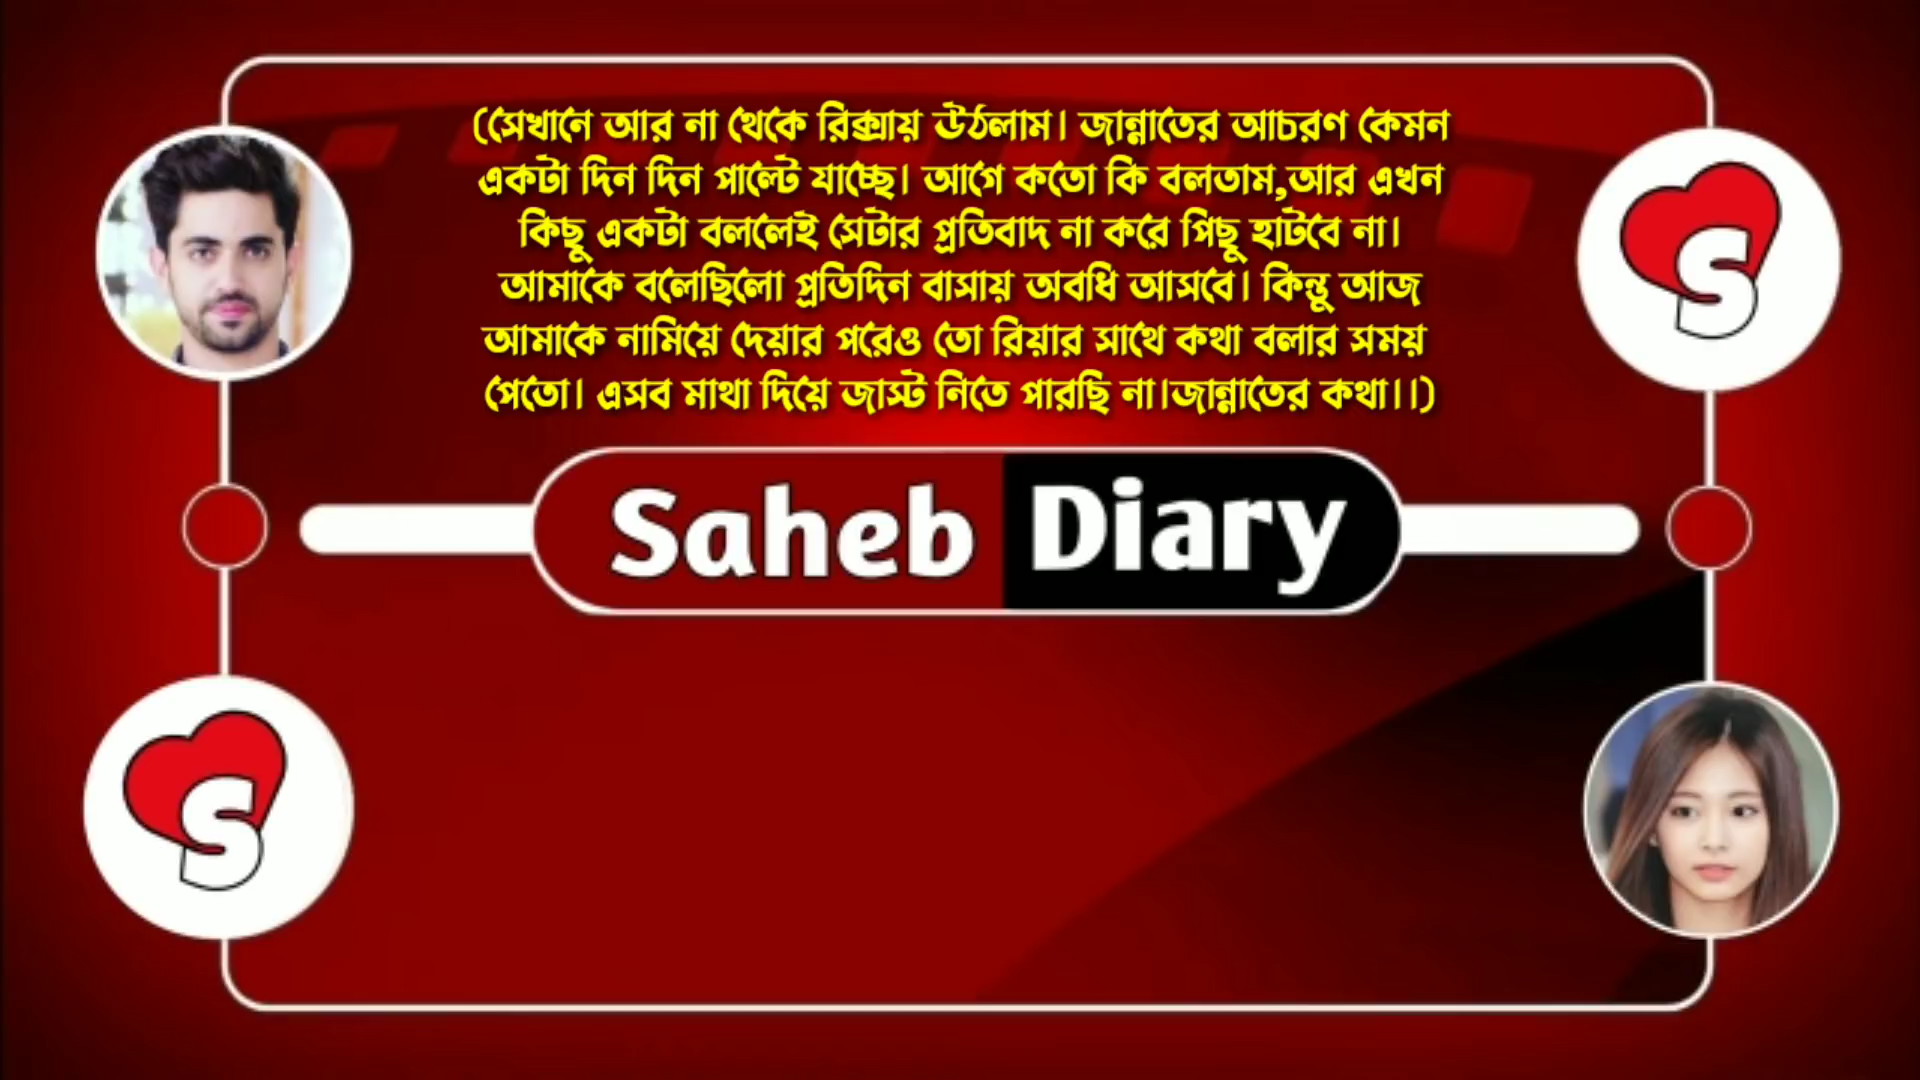 (সেখানে আর না থেকে রিক্সায় উঠলাম। জান্নাতের আচরণ কেমন
একটা দিন দিন পাল্টে যাচ্ছে। আগে কতো কি বলতাম,আর এখন
কিছু একটা বললেই সেটার প্রতিবাদ না করে পিছু হাটবে না।
আমাকে বলেছিলো প্রতিদিন বাসায় অবধি আসবে। কিন্তু আজ
আমাকে নামিয়ে দেয়ার পরেও তো রিয়ার সাথে কথা বলার সময়
পেতো। এসব মাথা দিয়ে জাস্ট নিতে পারছি না।জান্নাতের কথা।।)
S
Saheb Diary
S